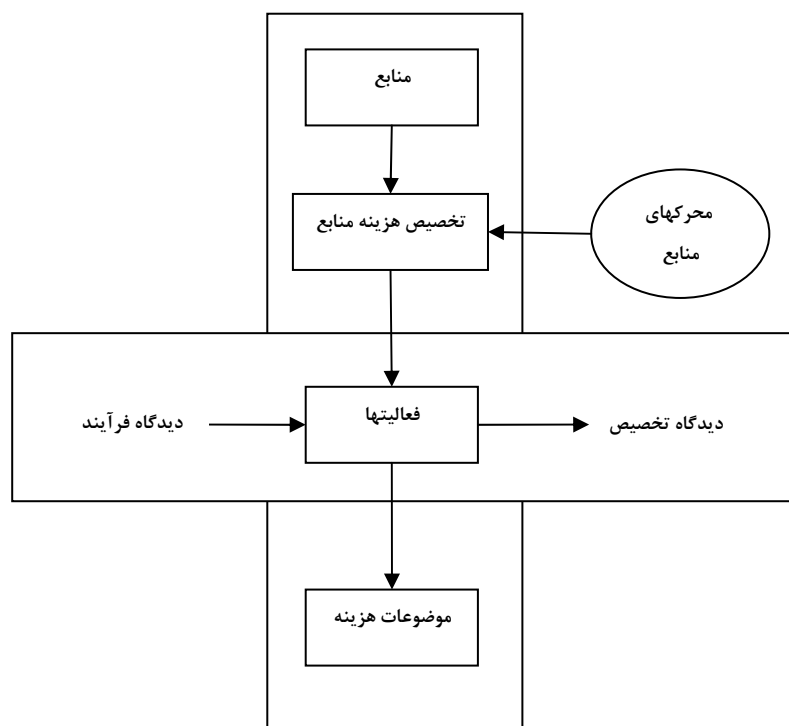 منابع
تخصیص هزینه منابع
محرکهای
منابع
فعالیتها
دیدگاه تخصیص
دیدگاه فرآیند
موضوعات هزینه